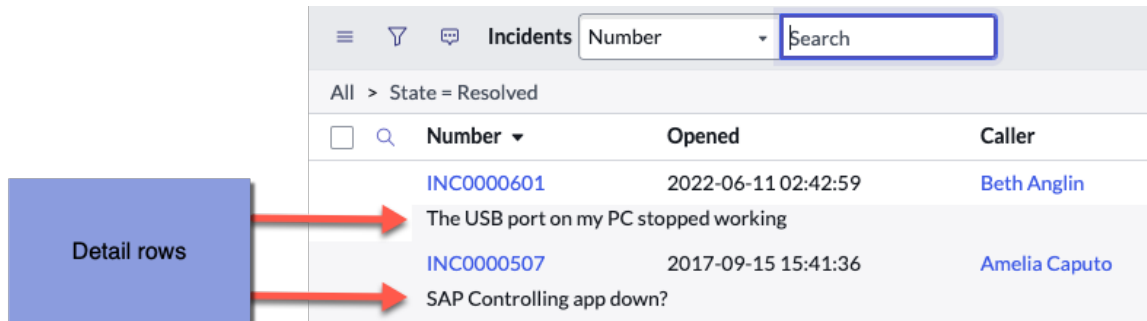 Incidents Number Search
All > State = Resolved
Number Opened Caller
INC0000601 2022-06-11 02:42:59 Beth Anglin
The USB port on my PC stopped working
Detail rows
INC0000507 2017-09-15 15:41:36 Amelia Caputo
SAP Controlling app down?